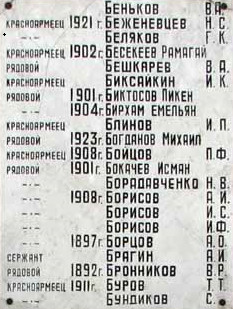 Беньков В.А.
Красноармеец 1921 г. Беженевцев Н.С.
-"- Беляков Г.К.
Красноармеец 1902 г. Бесекеев Рамагай
Рядовой Бешкарев В.А.
Красноармеец Биксайкин И.К.
Рядовой 1901 г. Биктосов Пикен
-"- 1904 г. Бирхам Емельян
Красноармеец Блинов И.П.
Рядовой 1923 г. Богданов Михаил
Красноармеец 1908 г. Бойцов П.Ф.
Рядовой 1901 г. Бокачев Исман
-"- Борадавченко Н.В.
-"- 1908 г. Борисов А.И.
-"- Борисов И.С.
-"- Борисов И.Ф.
-"- 1897 г. Борцов А.О.
Сержант Брагин А.И.
Рядовой 1892 г. Бронников В.Р.
Красноармеец 1911 г. Буров Т.Т.
-"- Бундиков С.